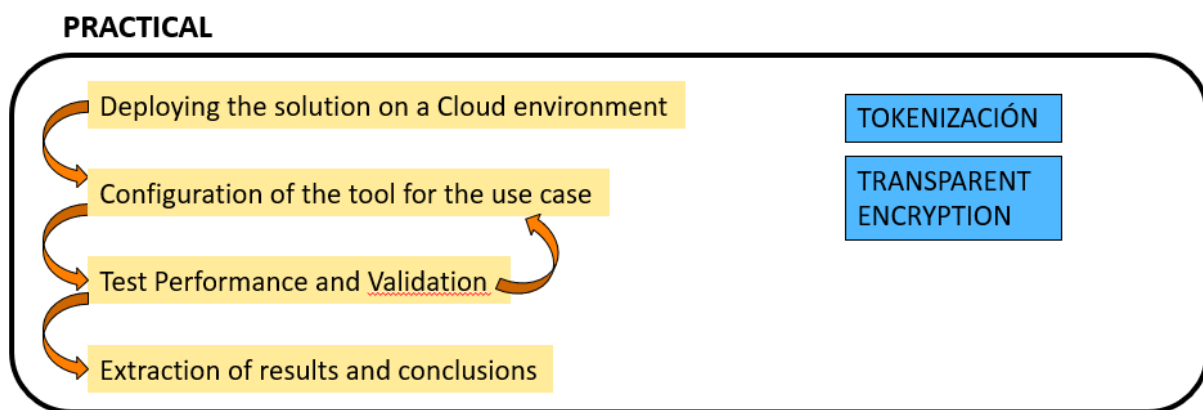 PRACTICAL
Deploying the solution on a Cloud environment
Configuration of the tool for the use case
Test Performance and Validation
Extraction of results and conclusions
TOKENIZACIÓN
TRANSPARENT
ENCRYPTION